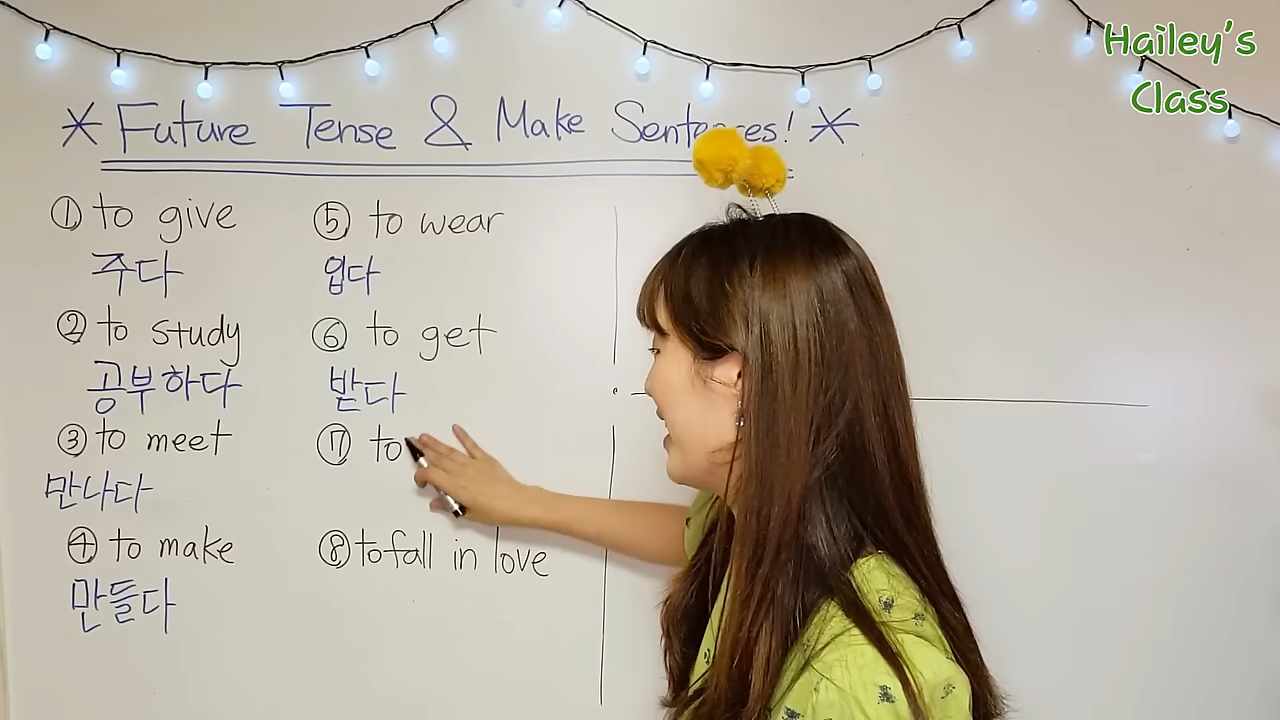 Hailey's
Class
* Future Tense & Make Sentences! *
① to give
주다
② to study
공부하다
③ to meet
만나다
④ to make
만들다
⑤ to wear
입다
⑥ to get
받다
⑦ to
⑧ to fall in love